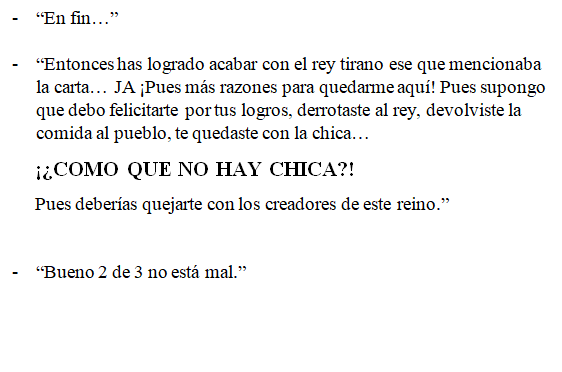 - “En fin…”
- “Entonces has logrado acabar con el rey tirano ese que mencionaba
la carta… JA ¡Pues más razones para quedarme aquí! Pues supongo
que debo felicitarte por tus logros, derrotaste al rey, devolviste la
comida al pueblo, te quedaste con la chica…
¡¿COMO QUE NO HAY CHICA?!
Pues deberías quejarte con los creadores de este reino.”
- “Bueno 2 de 3 no está mal.”